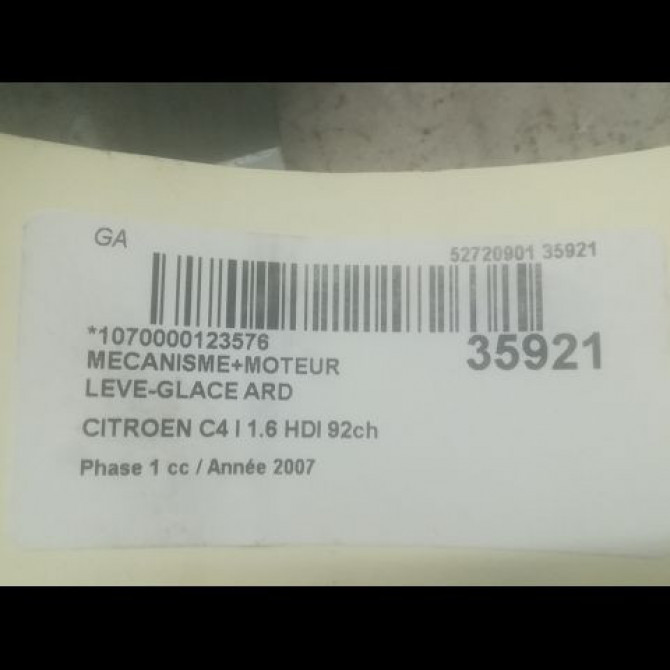 GA
52720901 35921
*1070000123576
35921
MECANISME+MOTEUR
LEVE-GLACE ARD
CITROEN C4 I 1.6 HDI 92ch
Phase 1 cc / Année 2007